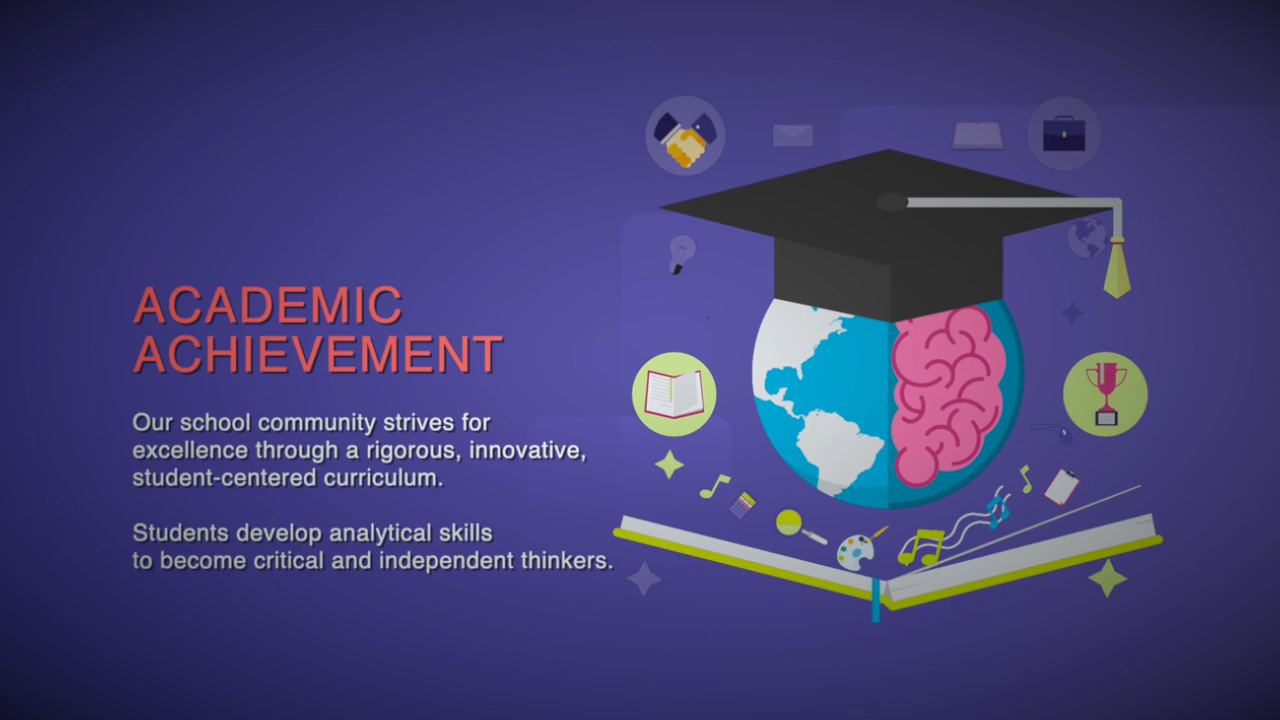 ACADEMIC
ACHIEVEMENT
Our school community strives for
excellence through a rigorous, innovative,
student-centered curriculum.
Students develop analytical skills
to become critical and independent thinkers.